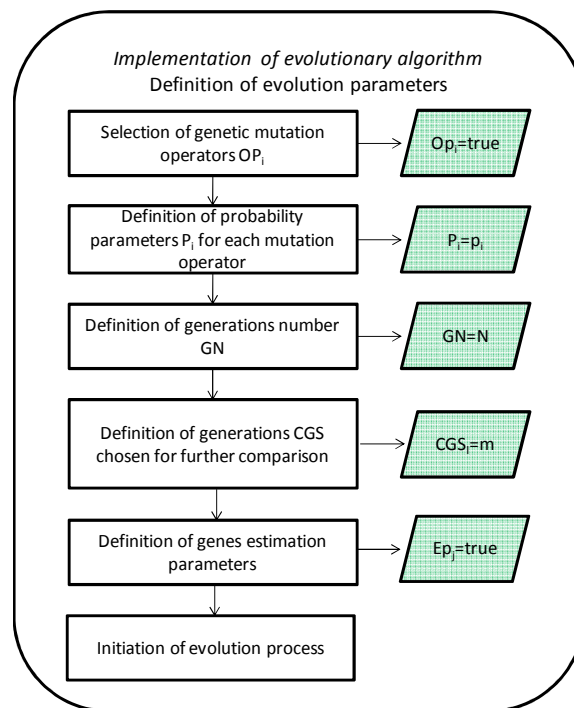 Implementation of evolutionary algorithm
Definition of evolution parameters
Selection of genetic mutation
operators OPi
Opi=true
Definition of probability
parameters Pi for each mutation
operator
Pi=pi
Definition of generations number
GN
GN=N
Definition of generations CGS
chosen for further comparison
CGSi=m
Definition of genes estimation
parameters
Epj=true
Initiation of evolution process